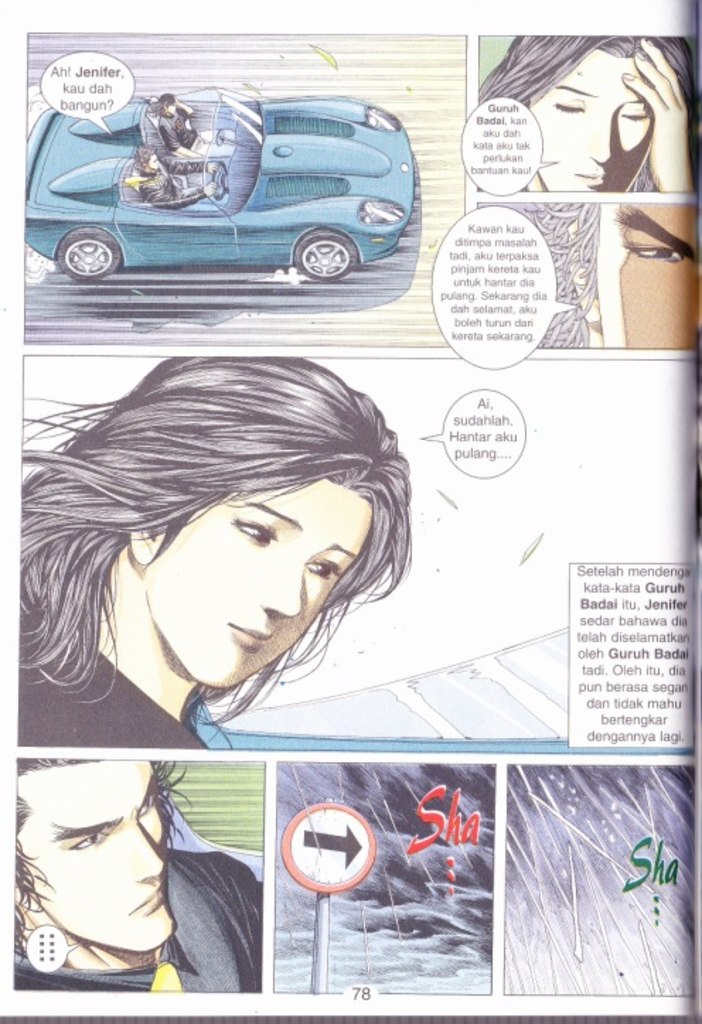 Ah! Jenifer,
kau dah
bangun?
Guruh
Badai, kan
aku dah
kata aku tak
perlukan
bantuan kau!
Kawan kau
ditimpa masalah
tadi, aku terpaksa
pinjam kereta kau
untuk hantar dia
pulang. Sekarang dia
dah selamat, aku
boleh turun dari
kereta sekarang.
Ai,
sudahlah.
Hantar aku
pulang....
Setelah mendenga
kata-kata Guruh
Badai itu, Jenifer
sedar bahawa dia
telah diselamatkan
oleh Guruh Badai
tadi. Oleh itu, dia
pun berasa segan
dan tidak mahu
bertengkar
dengannya lagi.
Sha
...
Sha
...
78